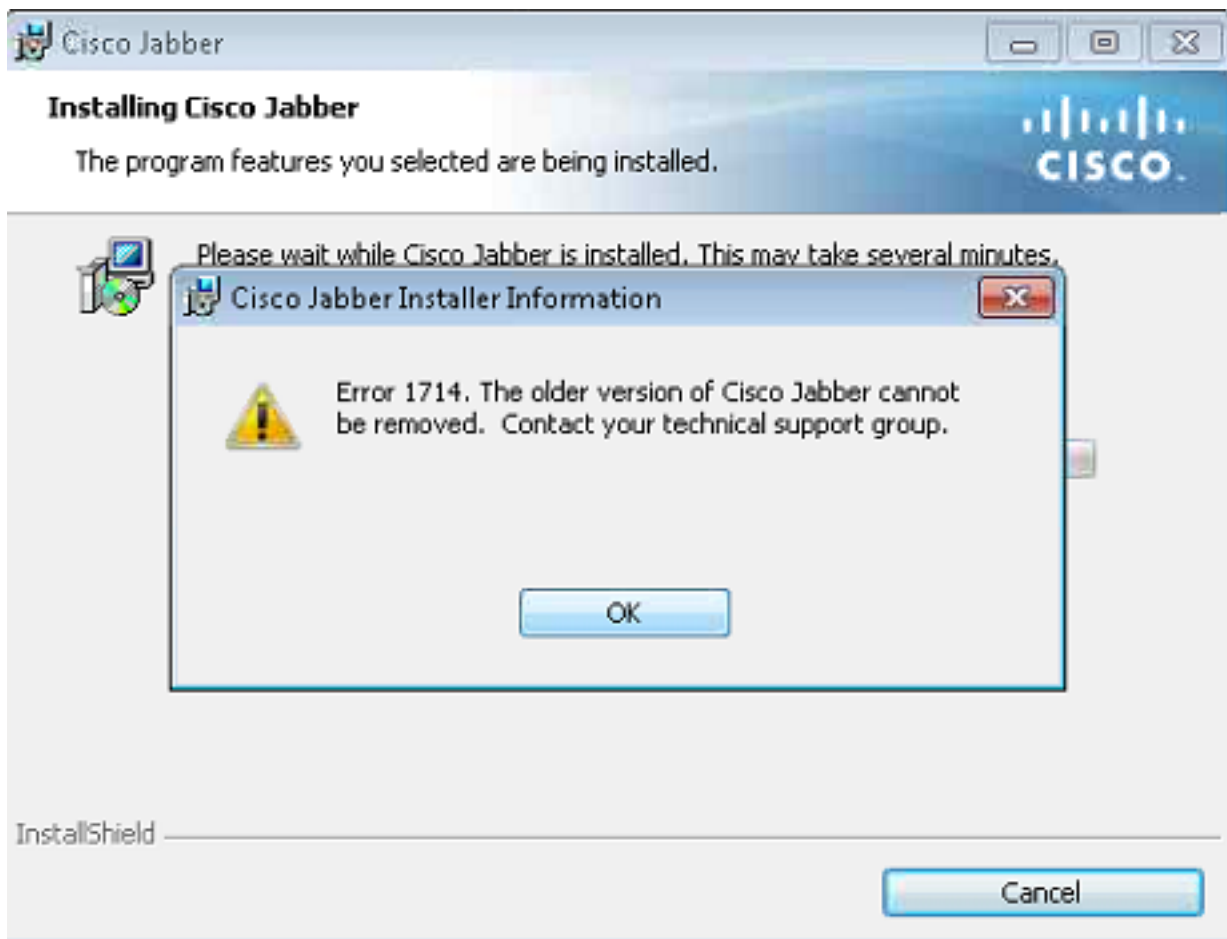 Cisco Jabber
Installing Cisco Jabber
The program features you selected are being installed.
CISCO.
Please wait while Cisco Jabber is installed. This may take several minutes.
Cisco Jabber Installer Information
Error 1714. The older version of Cisco Jabber cannot
be removed.  Contact your technical support group.
OK
InstallShield
Cancel